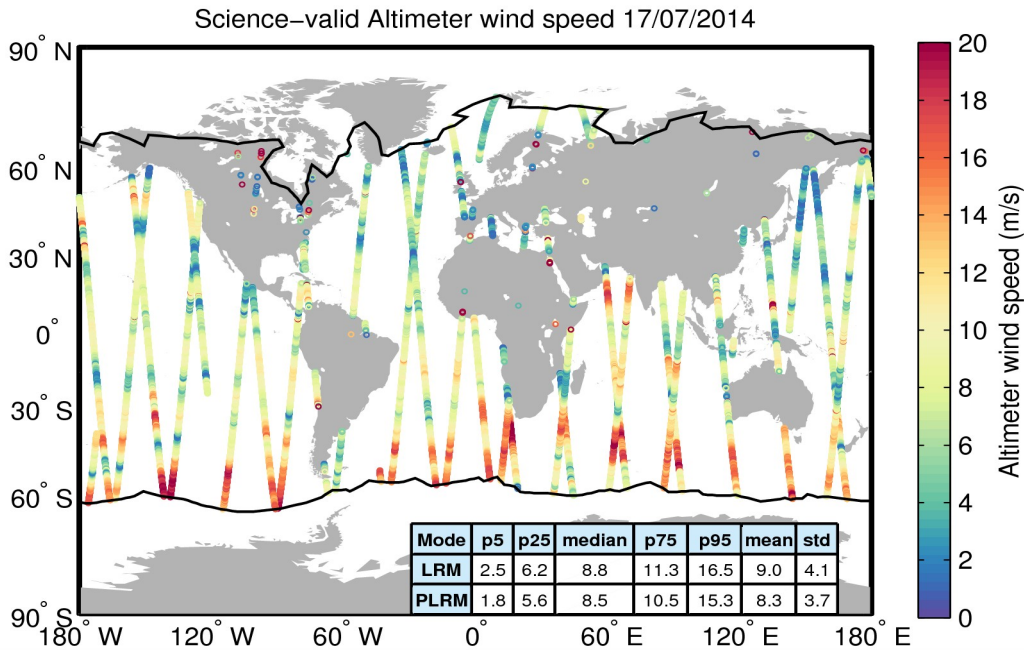 Science−valid Altimeter wind speed 17/07/2014
90° N
60° N
30° N
0°
30° S
60° S
90° S
180° W
120° W
60° W
0°
60° E
120° E
180° E
Mode p5 p25 median p75 p95 mean std
LRM 2.5 6.2 8.8 11.3 16.5 9.0 4.1
PLRM 1.8 5.6 8.5 10.5 15.3 8.3 3.7
20
18
16
14
12
10
8
6
4
2
0
Altimeter wind speed (m/s)